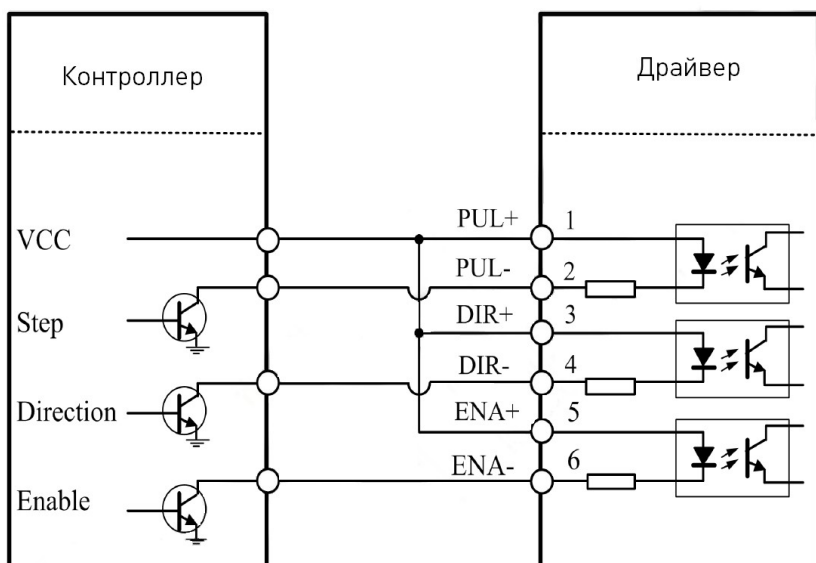 Контроллер
Драйвер
VCC
Step
Direction
Enable
PUL+
PUL-
DIR+
DIR-
ENA+
ENA-
1
2
3
4
5
6